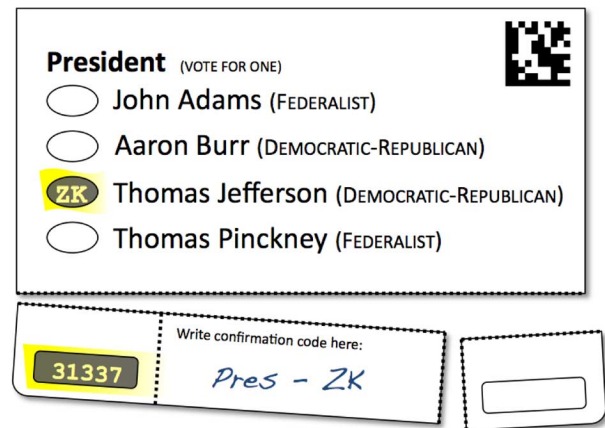 President (VOTE FOR ONE)
John Adams (FEDERALIST)
Aaron Burr (DEMOCRATIC-REPUBLICAN)
ZK Thomas Jefferson (DEMOCRATIC-REPUBLICAN)
Thomas Pinckney (FEDERALIST)
Write confirmation code here:
31337 Pres - ZK